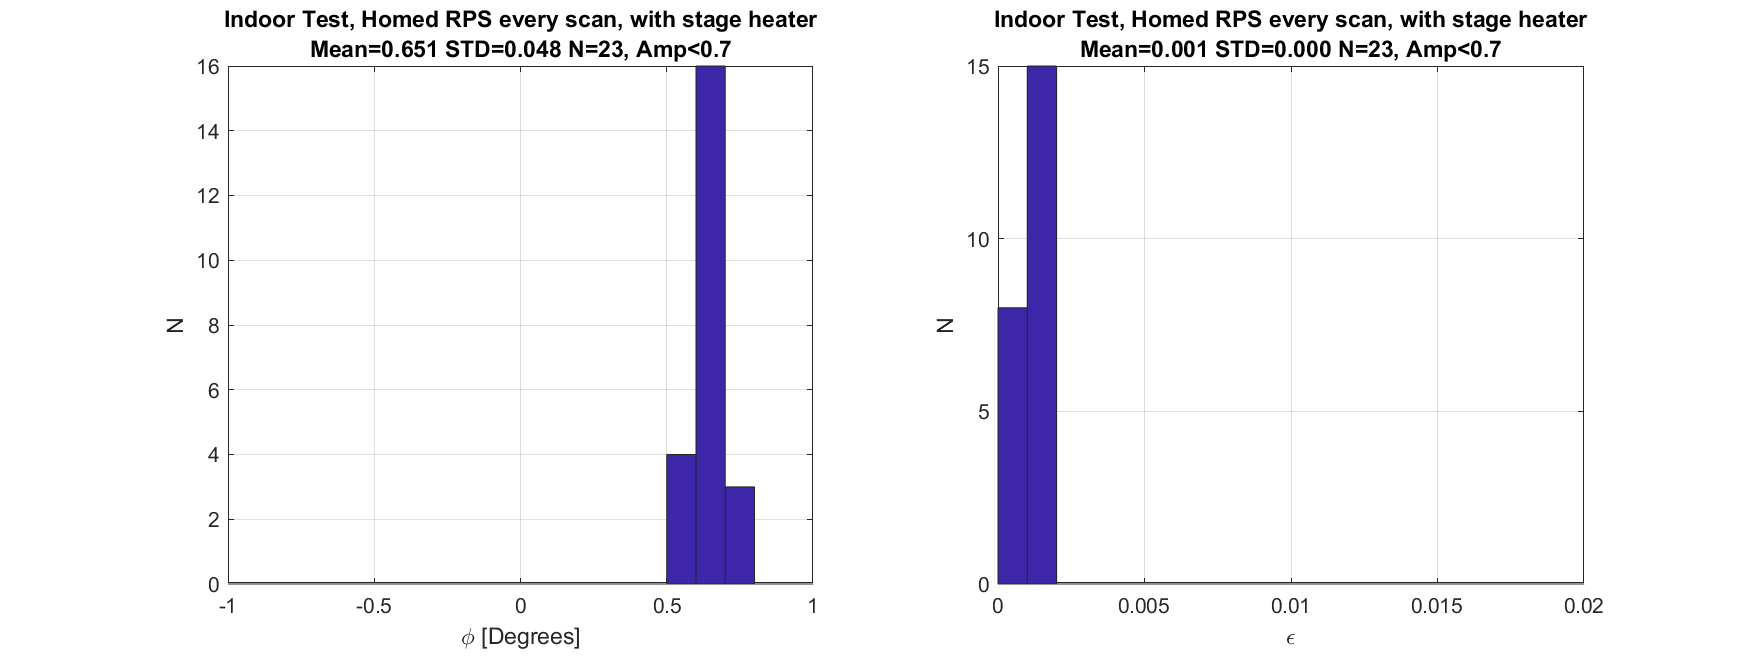 Indoor Test, Homed RPS every scan, with stage heater
Mean=0.651 STD=0.048 N=23, Amp<0.7
16
14
12
10
8
6
4
2
0
N
-1
-0.5
0
0.5
1
ϕ [Degrees]
Indoor Test, Homed RPS every scan, with stage heater
Mean=0.001 STD=0.000 N=23, Amp<0.7
15
10
5
0
N
0
0.005
0.01
0.015
0.02
ϵ